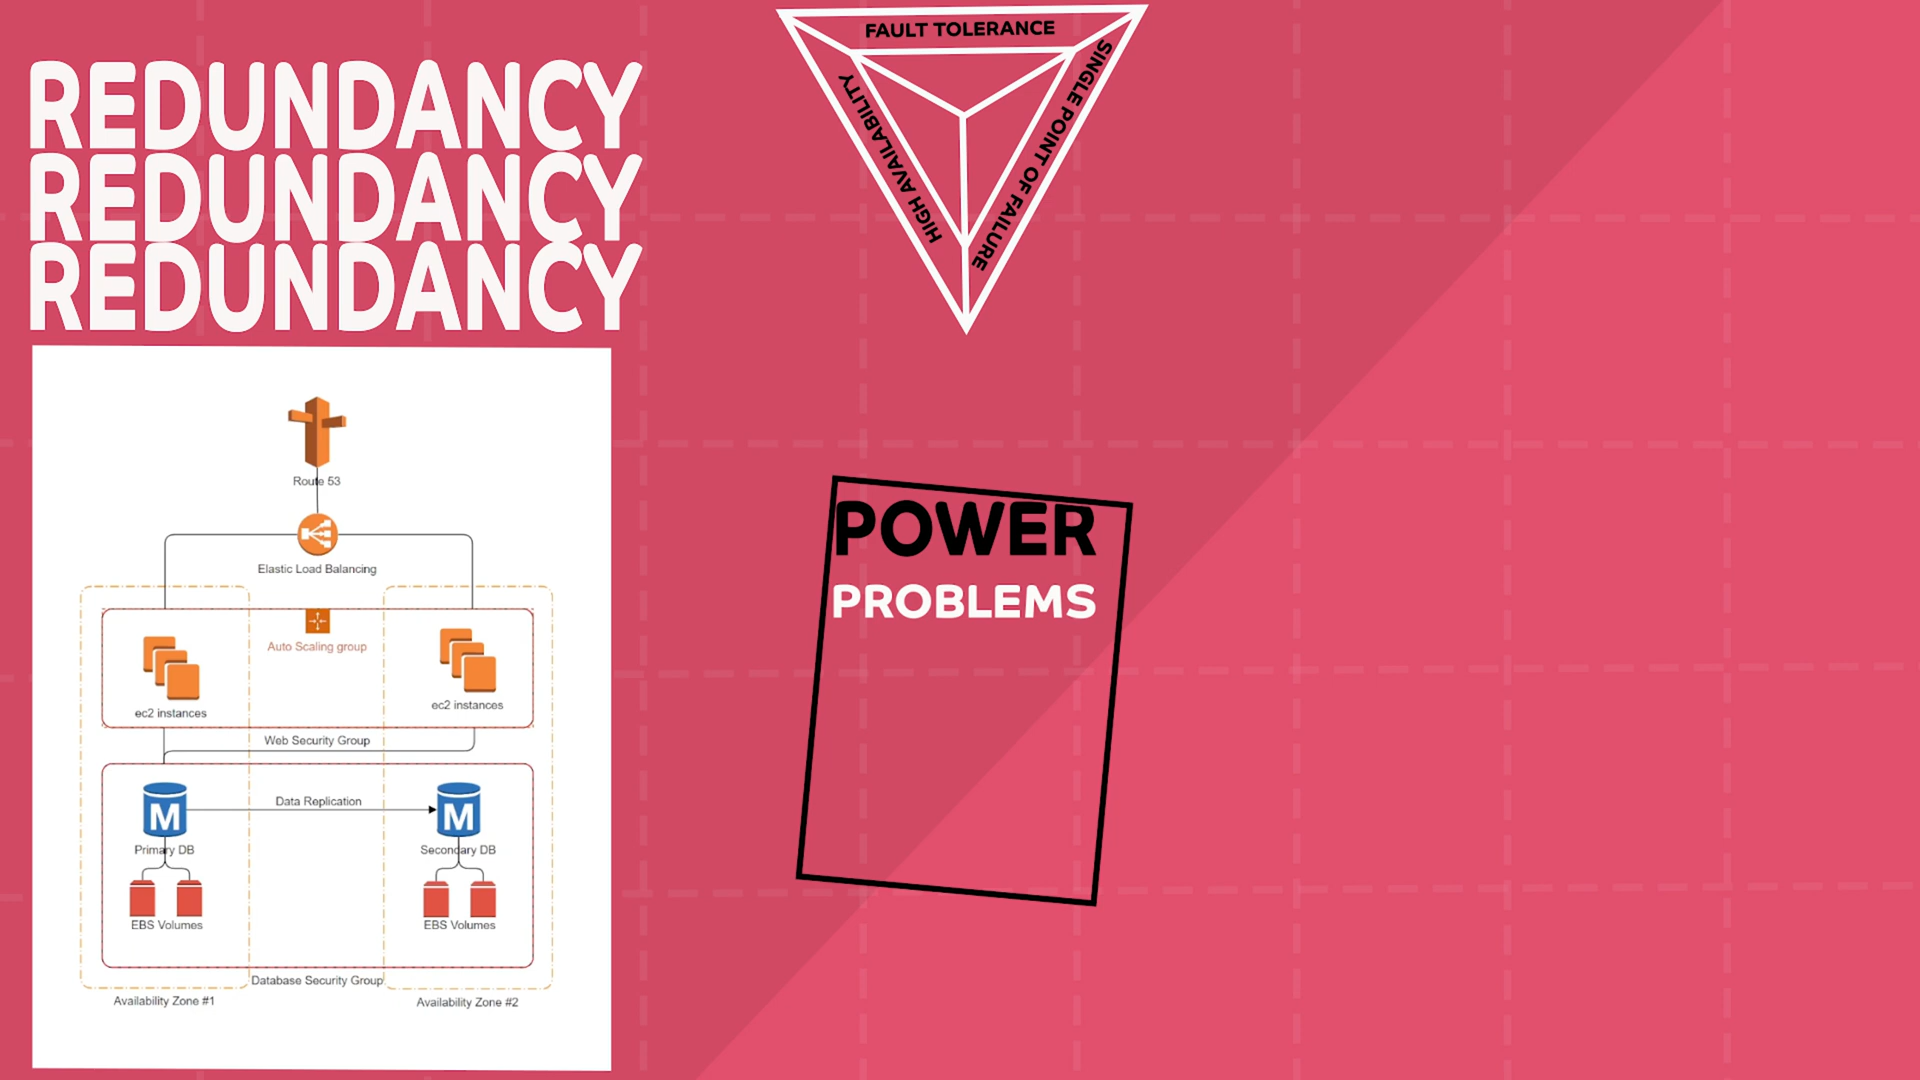 REDUNDANCY
REDUNDANCY
REDUNDANCY
FAULT TOLERANCE
HIGH AVAILABILITY
SINGLE POINT OF FAILURE
Route 53
Elastic Load Balancing
Auto Scaling group
ec2 instances
ec2 instances
Web Security Group
Data Replication
M
M
Primary DB
Secondary DB
EBS Volumes
EBS Volumes
Database Security Group
Availability Zone #1
Availability Zone #2
POWER
PROBLEMS